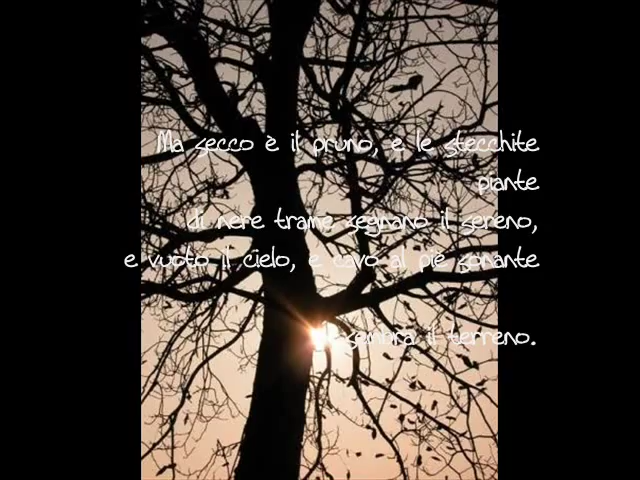 Ma secco è il pruno, e le stecchite
piante
di nere trame segnano il sereno,
e vuoto il cielo, e cavo al piè sonante
sembra il terreno.